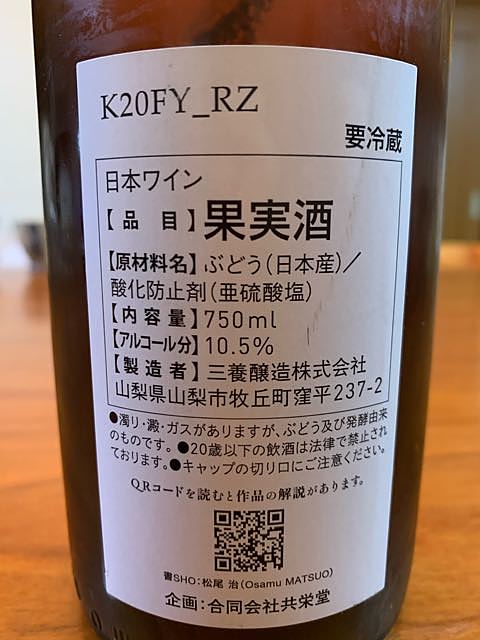 K20FY_RZ
要冷蔵
日本ワイン
【品目】果実酒
【原材料名】ぶどう(日本産)／
酸化防止剤(亜硫酸塩)
【内容量】750ml
【アルコール分】10.5%
【製造者】三養醸造株式会社
山梨県山梨市牧丘町窪平237-2
●濁り・澱・ガスがありますが、ぶどう及び発酵由来
のものです。●20歳以下の飲酒は法律で禁止され
ております。●キャップの切り口にご注意ください。
QRコードを読むと作品の解説があります。
書SHO：松尾 治(Osamu MATSUO)
企画：合同会社共栄堂